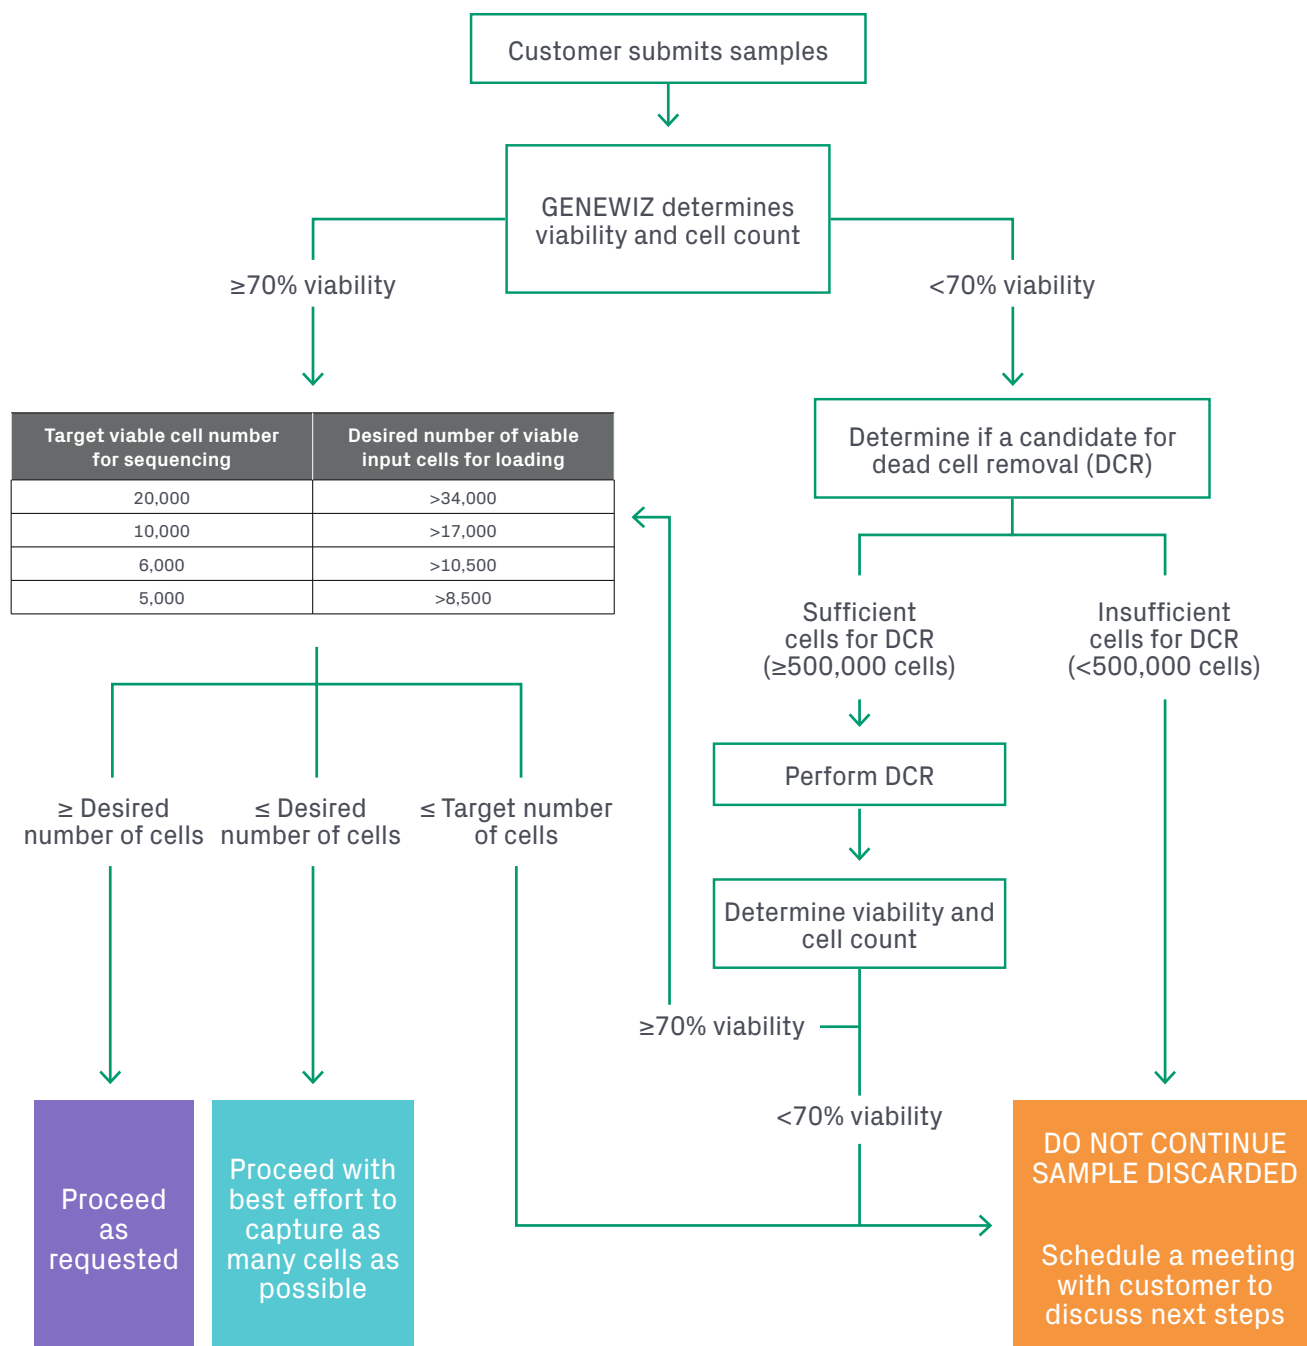 Customer submits samples
GENEWIZ determines
viability and cell count
≥70% viability
<70% viability
Target viable cell number
for sequencing
Desired number of viable
input cells for loading
20,000
>34,000
10,000
>17,000
6,000
>10,500
5,000
>8,500
Determine if a candidate for
dead cell removal (DCR)
Sufficient
cells for DCR
(≥500,000 cells)
Insufficient
cells for DCR
(<500,000 cells)
Perform DCR
Determine viability and
cell count
≥70% viability
<70% viability
≥ Desired
number of cells
≤ Desired
number of cells
≤ Target number
of cells
Proceed
as
requested
Proceed with
best effort to
capture as
many cells as
possible
DO NOT CONTINUE
SAMPLE DISCARDED
Schedule a meeting
with customer to
discuss next steps